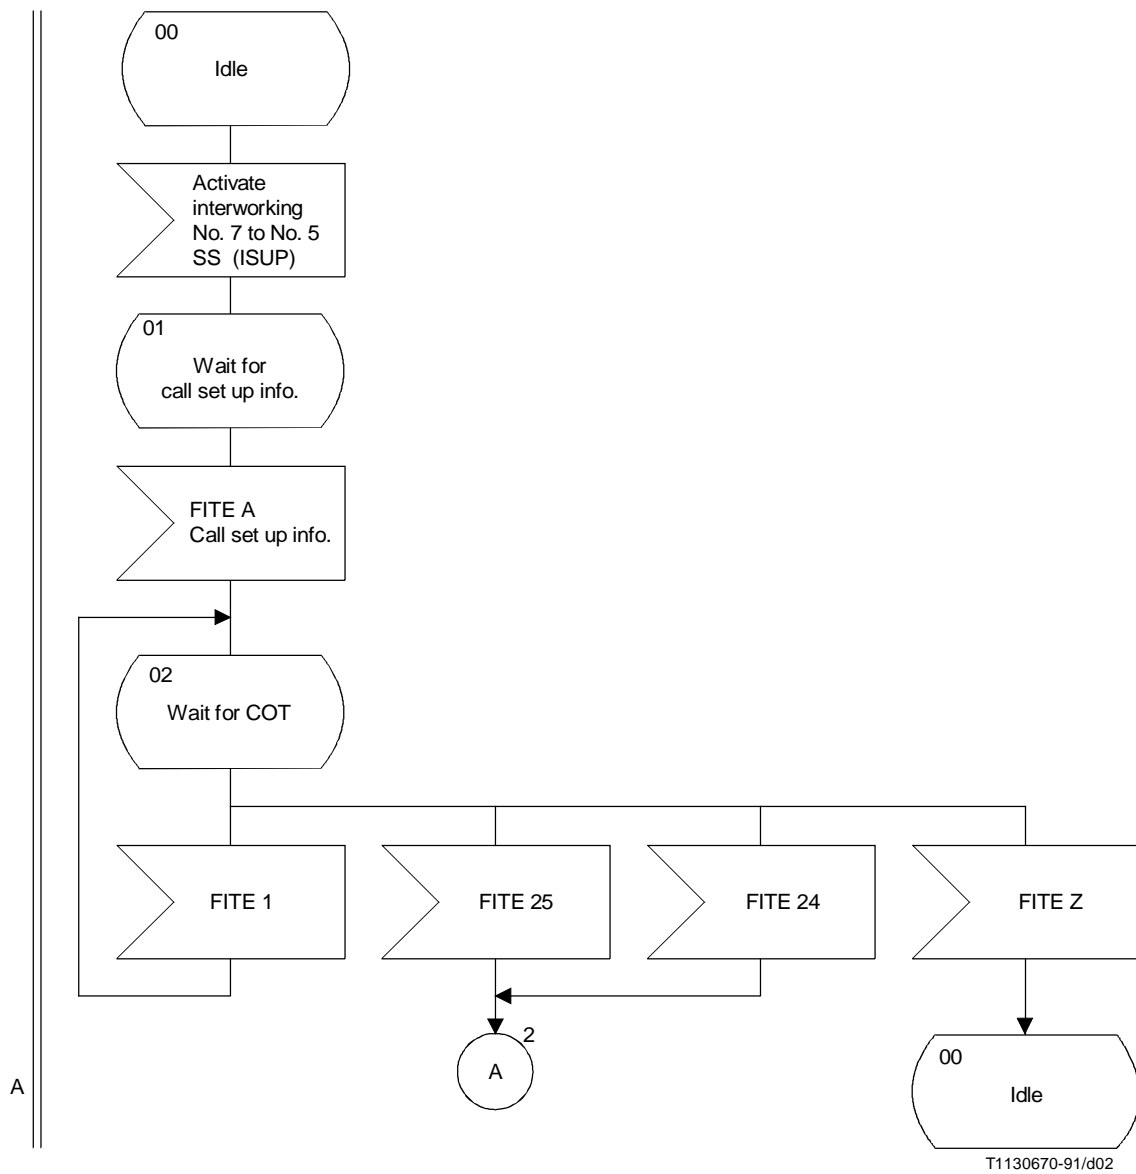 00
Idle
Activate
interworking
No. 7 to No. 5
SS (ISUP)
01
Wait for
call set up info.
FITE A
Call set up info.
02
Wait for COT
FITE 1
FITE 25
FITE 24
FITE Z
2
A
00
Idle
A
T1130670-91/d02